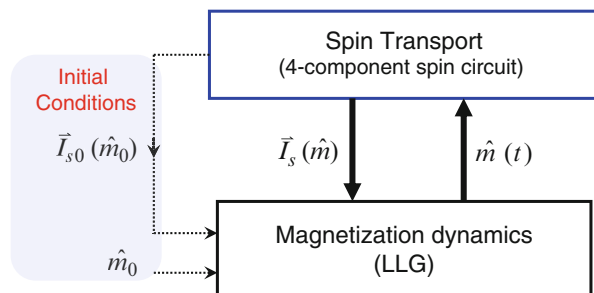 Spin Transport
(4-component spin circuit)
Initial
Conditions
$\vec{I}_{s0}(\hat{m}_0)$
$\vec{I}_s(\hat{m})$
$\hat{m}(t)$
Magnetization dynamics
(LLG)
$\hat{m}_0$